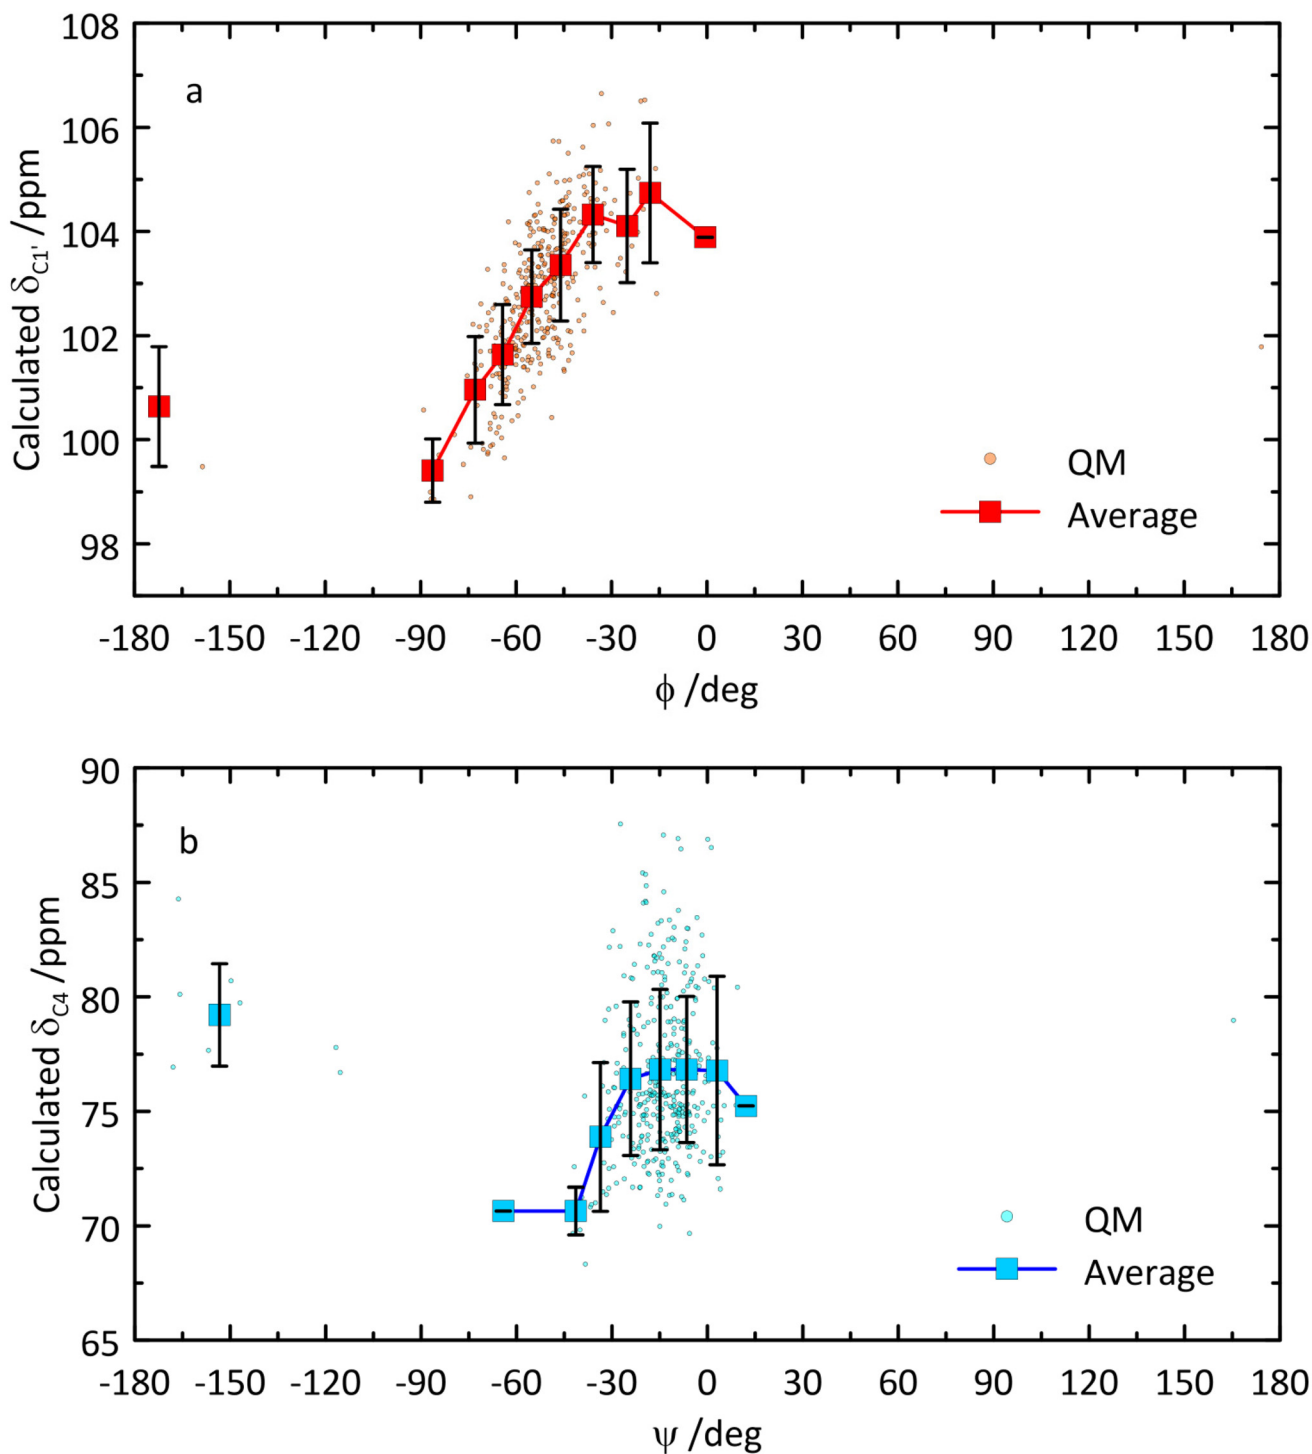 108
a
106
104
102
100
98
Calculated δC1' /ppm
QM
Average
-180 -150 -120 -90 -60 -30 0 30 60 90 120 150 180
ϕ /deg
90
b
85
80
75
70
65
Calculated δC4 /ppm
QM
Average
-180 -150 -120 -90 -60 -30 0 30 60 90 120 150 180
ψ /deg